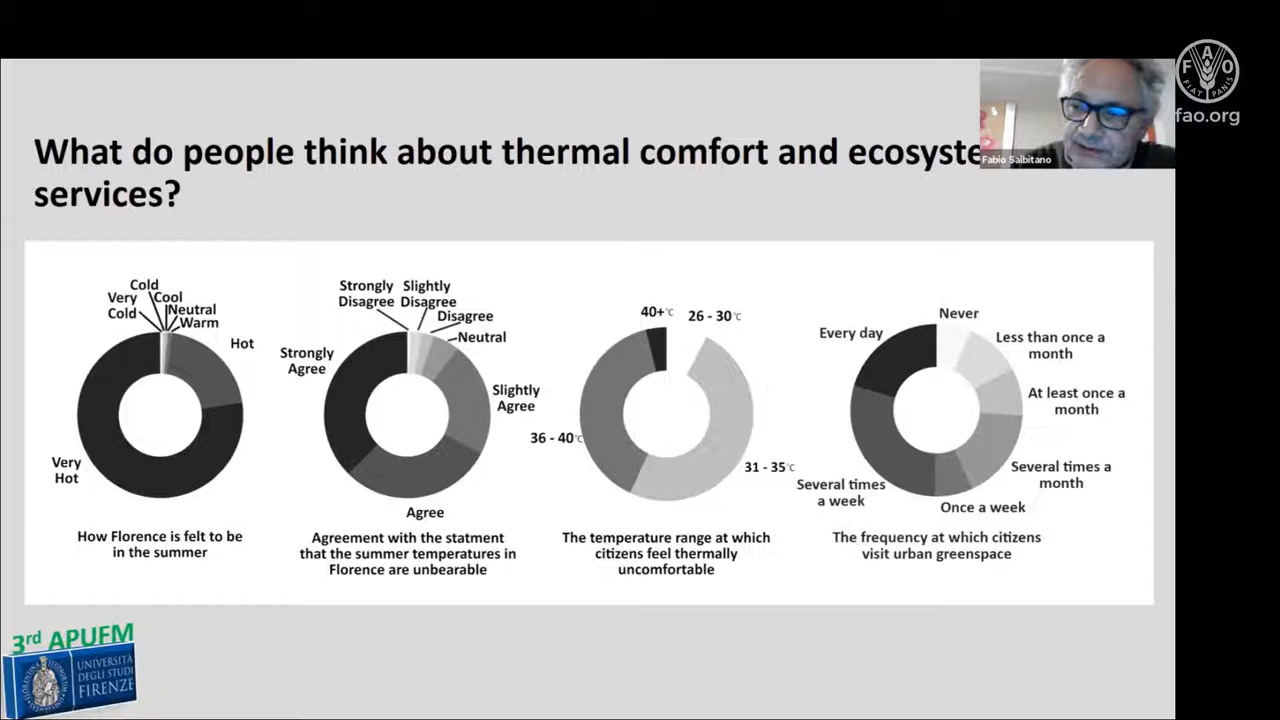 FAO
FIAT PANIS
fao.org
Fabio Salbitano
What do people think about thermal comfort and ecosyste
services?
Cold
Very
Cold
Cool
Neutral
Warm
Hot
Very
Hot
How Florence is felt to be
in the summer
Strongly
Disagree
Slightly
Disagree
Disagree
Neutral
Strongly
Agree
Slightly
Agree
Agree
Agreement with the statment
that the summer temperatures in
Florence are unbearable
40+℃
26 - 30℃
36 - 40℃
31 - 35℃
The temperature range at which
citizens feel thermally
uncomfortable
Never
Every day
Less than once a
month
At least once a
month
Several times a
month
Several times
a week
Once a week
The frequency at which citizens
visit urban greenspace
3rd APUFM
UNIVERSITÀ
DEGLI STUDI
FIRENZE